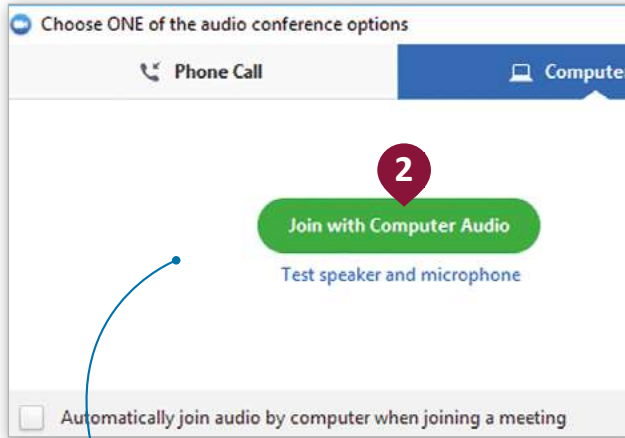 Choose ONE of the audio conference options
Phone Call
Compute
2
Join with Computer Audio
Test speaker and microphone
Automatically join audio by computer when joining a meeting